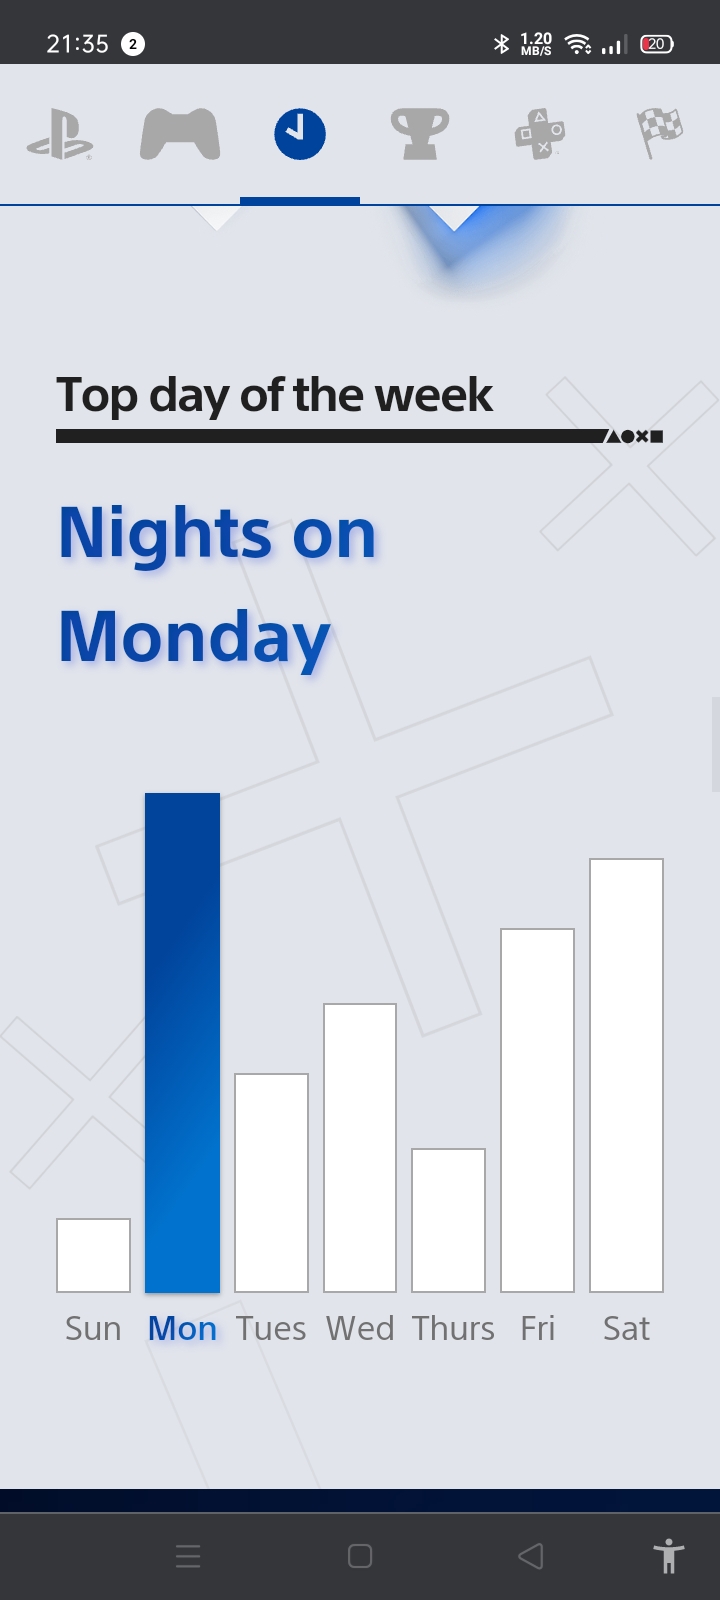 21:35 2 1.20 MB/S 20
Top day of the week
Nights on
Monday
Sun Mon Tues Wed Thurs Fri Sat